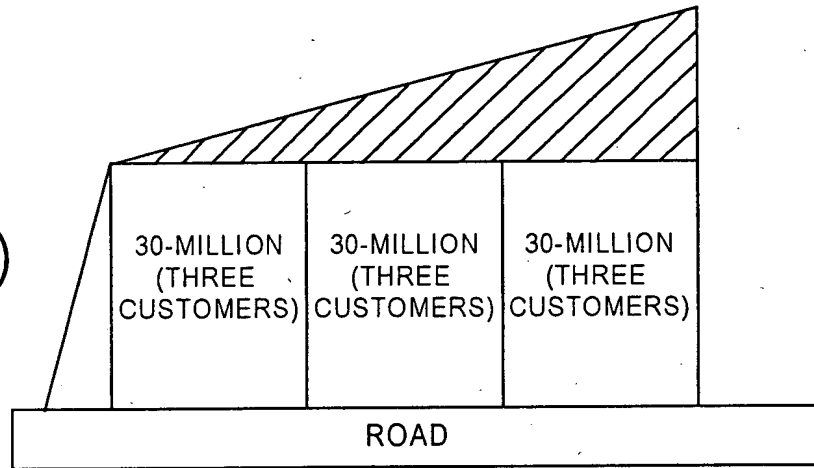 30-MILLION
(THREE
CUSTOMERS)
30-MILLION
(THREE
CUSTOMERS)
30-MILLION
(THREE
CUSTOMERS)
ROAD